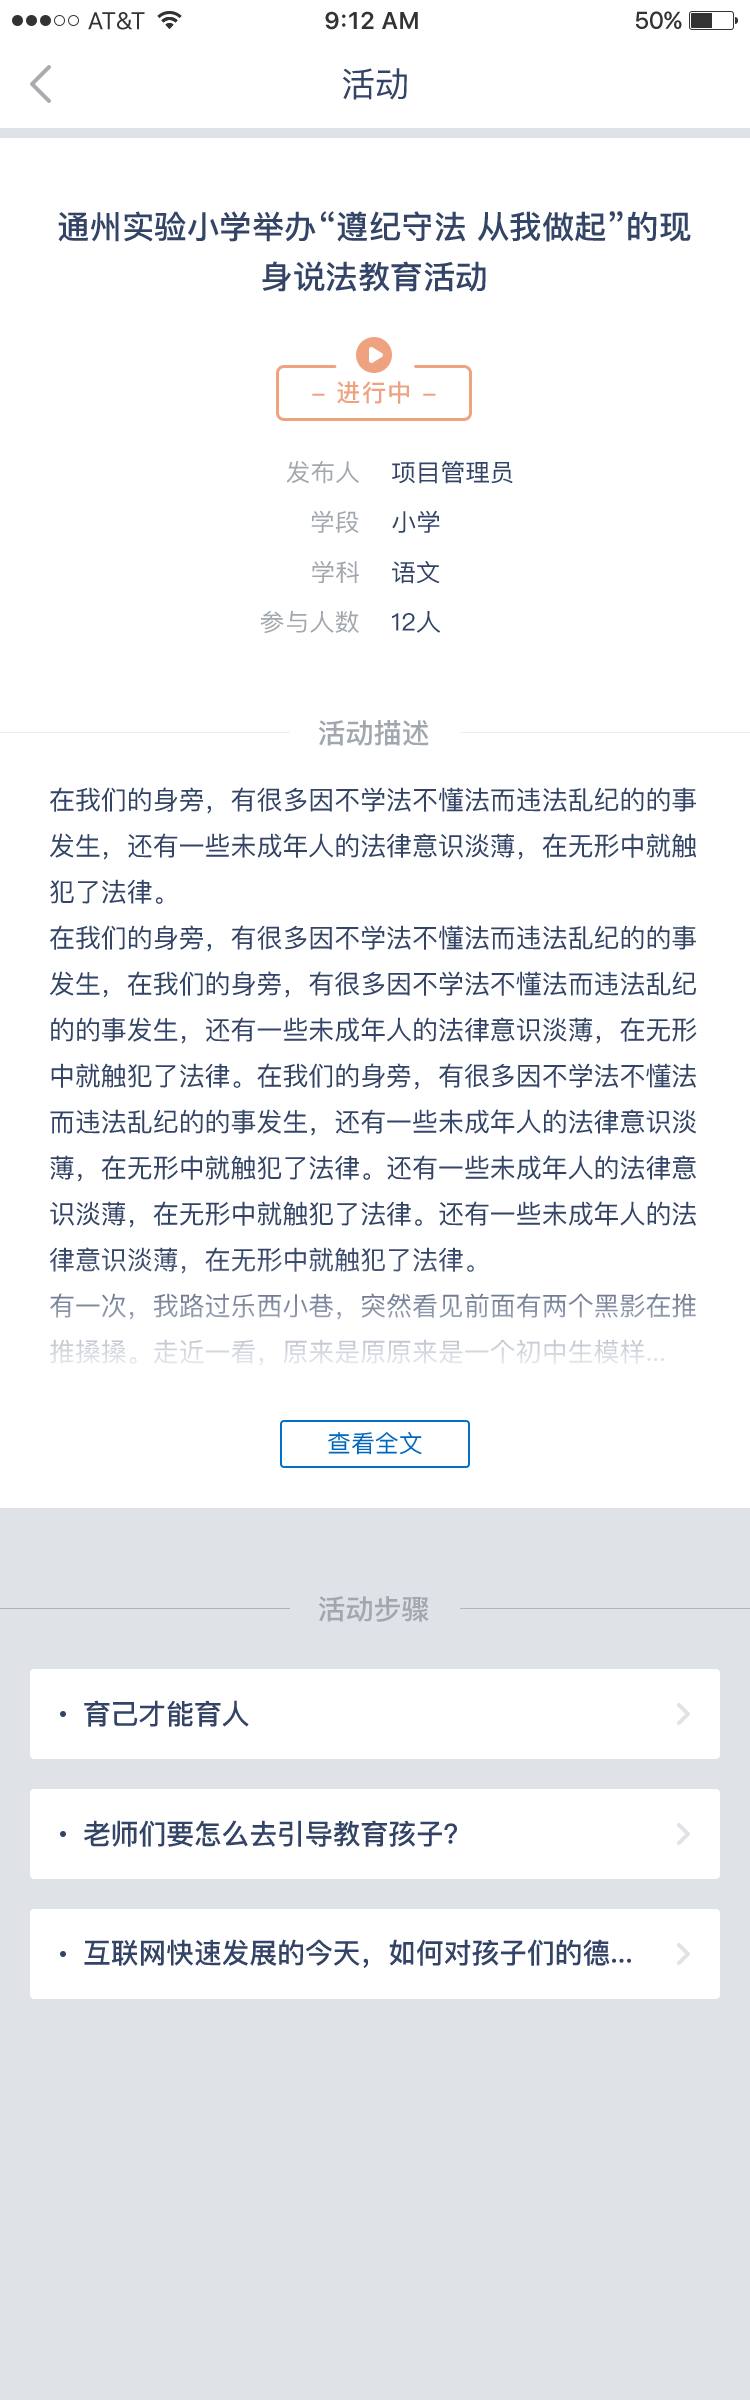 AT&T 9:12 AM 50%
活动
通州实验小学举办“遵纪守法 从我做起”的现
身说法教育活动
– 进行中 –
发布人 项目管理员
学段 小学
学科 语文
参与人数 12人
活动描述
在我们的身旁，有很多因不学法不懂法而违法乱纪的的事
发生，还有一些未成年人的法律意识淡薄，在无形中就触
犯了法律。
在我们的身旁，有很多因不学法不懂法而违法乱纪的的事
发生，在我们的身旁，有很多因不学法不懂法而违法乱纪
的的事发生，还有一些未成年人的法律意识淡薄，在无形
中就触犯了法律。在我们的身旁，有很多因不学法不懂法
而违法乱纪的的事发生，还有一些未成年人的法律意识淡
薄，在无形中就触犯了法律。还有一些未成年人的法律意
识淡薄，在无形中就触犯了法律。还有一些未成年人的法
律意识淡薄，在无形中就触犯了法律。
有一次，我路过乐西小巷，突然看见前面有两个黑影在推
推搡搡。走近一看，原来是原原来是一个初中生模样...
查看全文
活动步骤
· 育己才能育人
· 老师们要怎么去引导教育孩子?
· 互联网快速发展的今天，如何对孩子们的德...